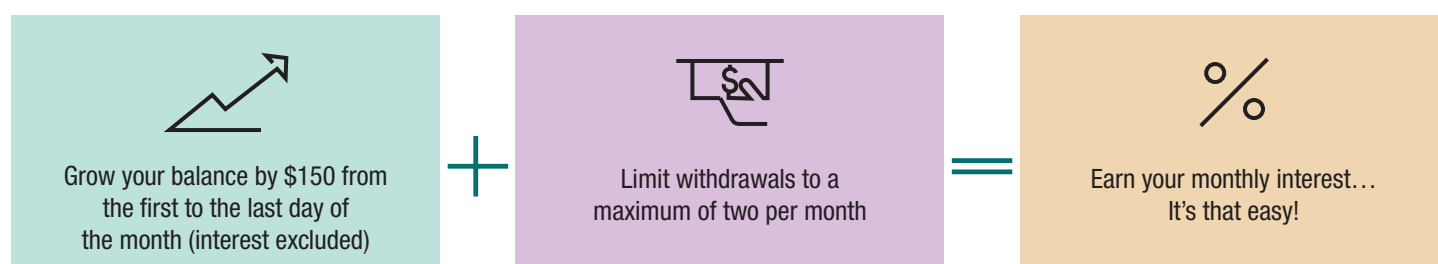 Grow your balance by $150 from
the first to the last day of
the month (interest excluded)
+
Limit withdrawals to a
maximum of two per month
=
%
Earn your monthly interest…
It’s that easy!